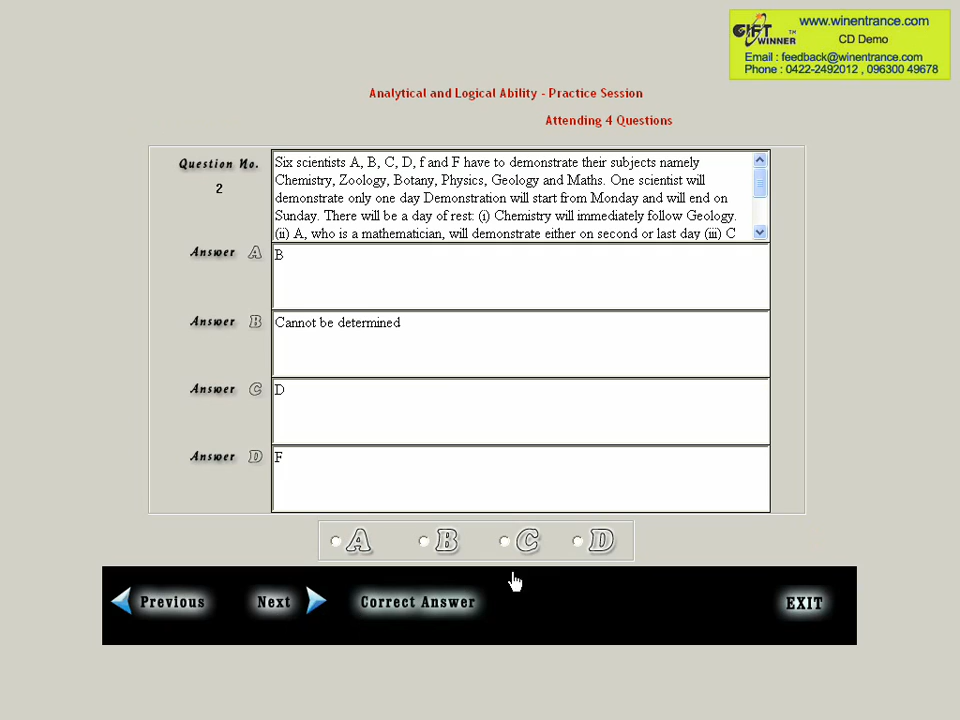 www.winentrance.com
GIFT WINNER TM
CD Demo
Email : feedback@winentrance.com
Phone : 0422-2492012 , 096300 49678
Analytical and Logical Ability - Practice Session
Attending 4 Questions
Question No.
2
Six scientists A, B, C, D, f and F have to demonstrate their subjects namely
Chemistry, Zoology, Botany, Physics, Geology and Maths. One scientist will
demonstrate only one day Demonstration will start from Monday and will end on
Sunday. There will be a day of rest: (i) Chemistry will immediately follow Geology.
(ii) A, who is a mathematician, will demonstrate either on second or last day (iii) C
Answer A
B
Answer B
Cannot be determined
Answer C
D
Answer D
F
A B C D
Previous Next Correct Answer EXIT